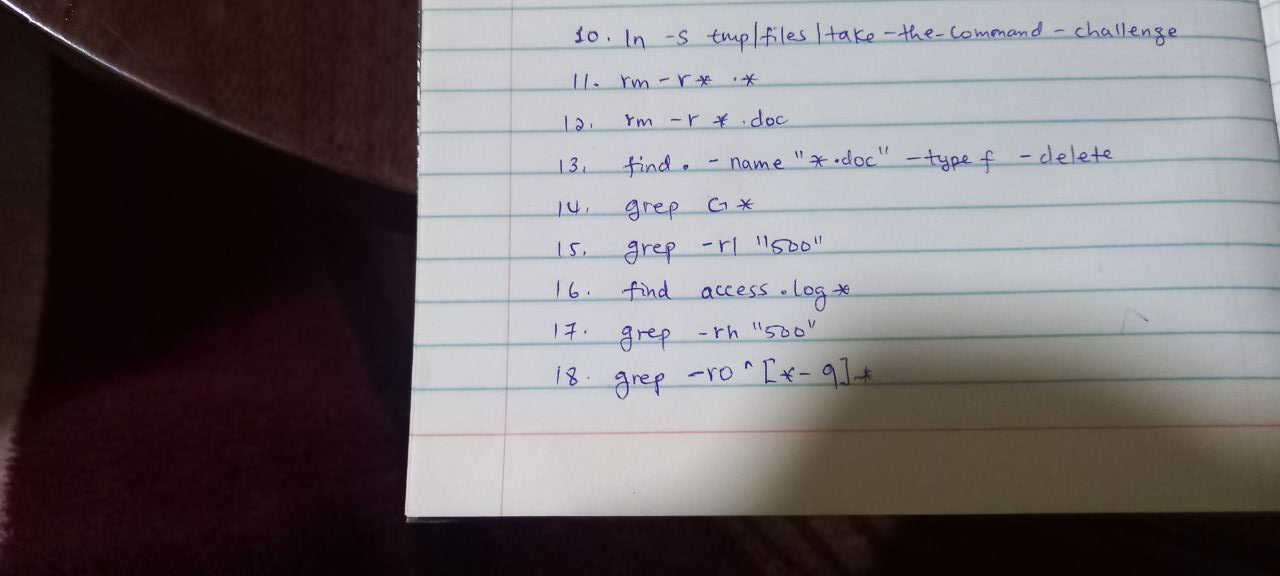 10. ln -s tmp/files/take-the-command-challenge
11. rm -r * .*
12. rm -r *.doc
13. find . -name "*.doc" -type f -delete
14. grep G *
15. grep -rl "500"
16. find access.log*
17. grep -rh "500"
18. grep -ro ^[*-9]*